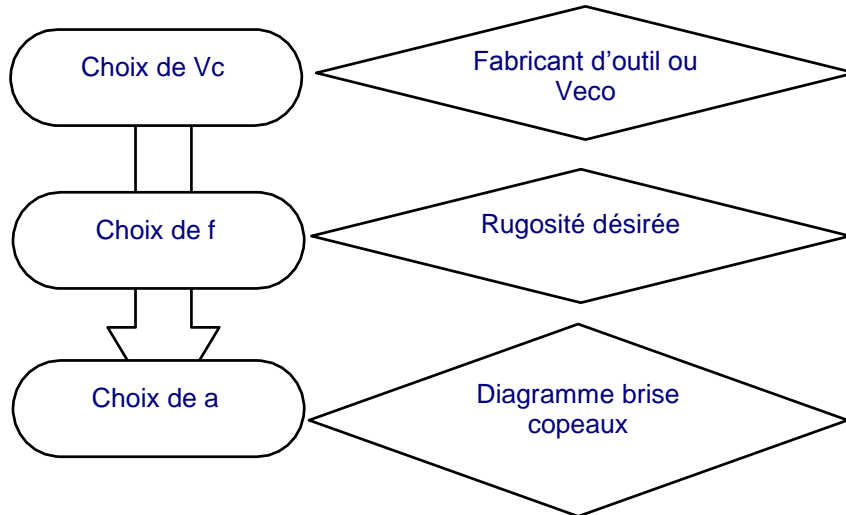 Choix de Vc
Fabricant d'outil ou
Veco
Choix de f
Rugosité désirée
Choix de a
Diagramme brise
copeaux